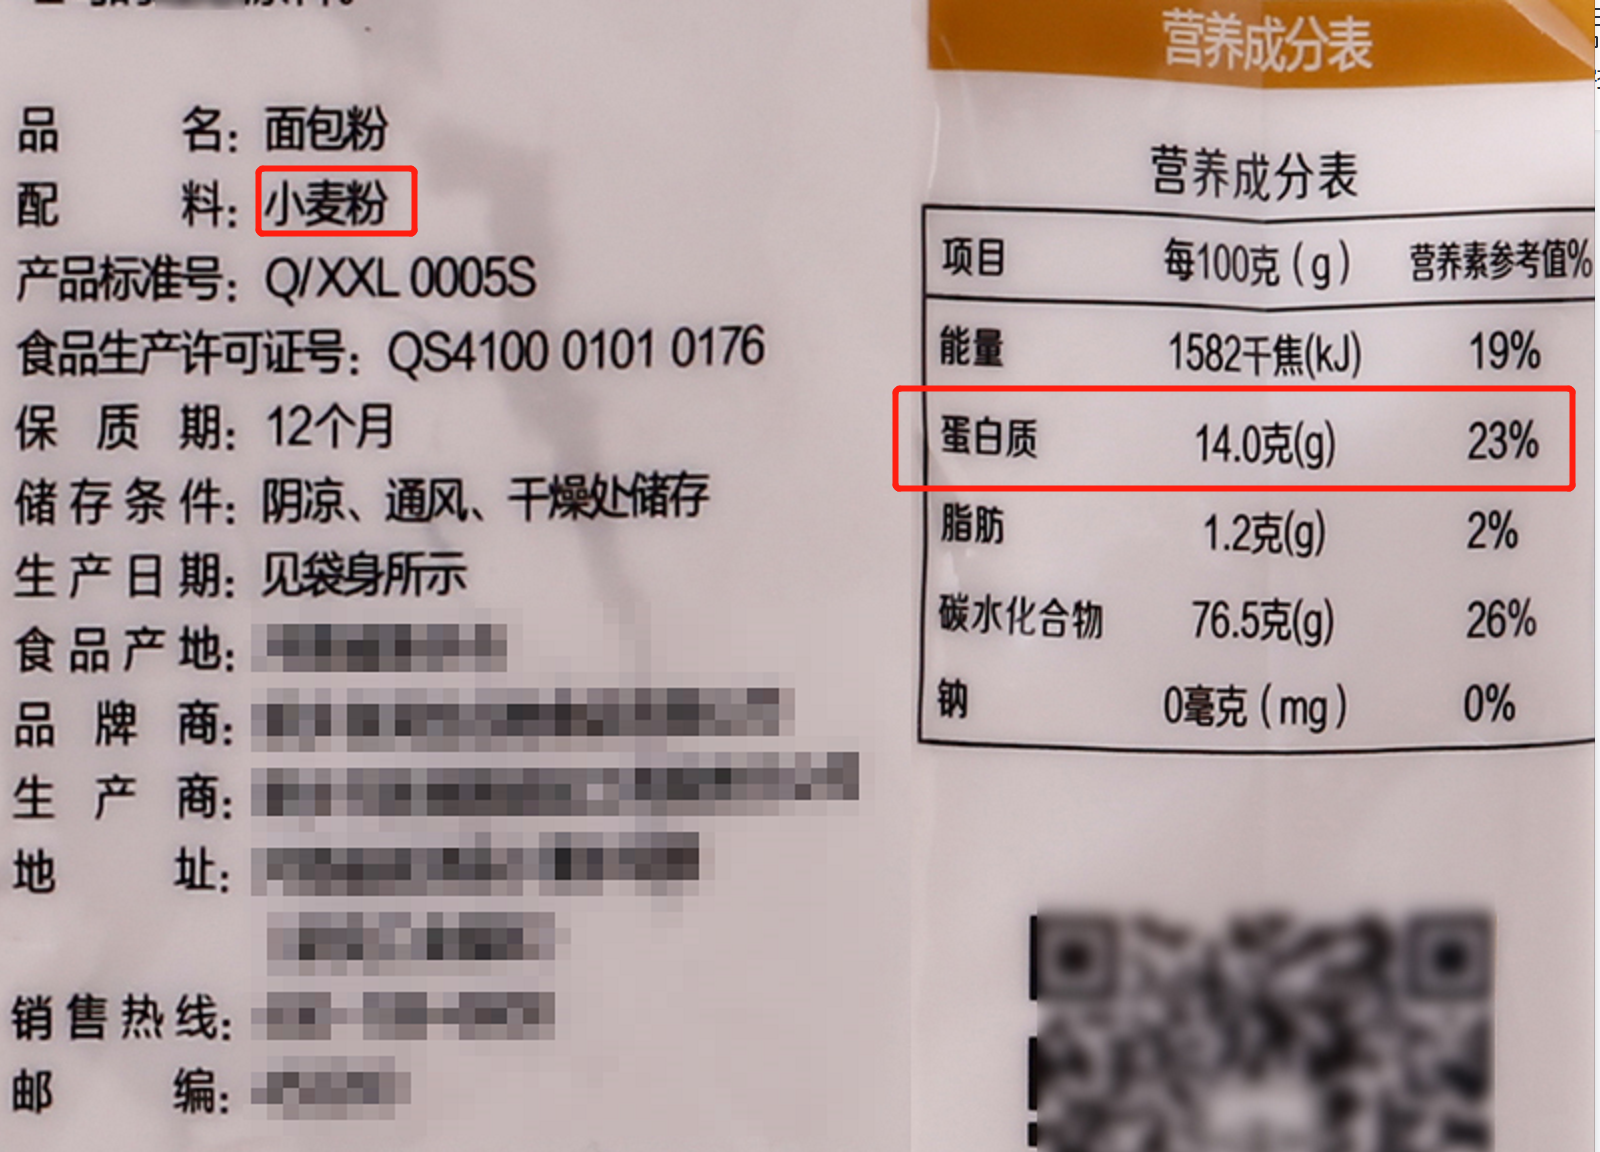 营养成分表
品名：面包粉
配料：小麦粉
产品标准号：Q/XXL 0005S
食品生产许可证号：QS4100 0101 0176
保质期：12个月
储存条件：阴凉、通风、干燥处储存
生产日期：见袋身所示
食品产地：
品牌商：
生产商：
地址：
销售热线：
邮编：
营养成分表
项目 每100克（g） 营养素参考值%
能量 1582千焦(kJ) 19%
蛋白质 14.0克(g) 23%
脂肪 1.2克(g) 2%
碳水化合物 76.5克(g) 26%
钠 0毫克（mg） 0%